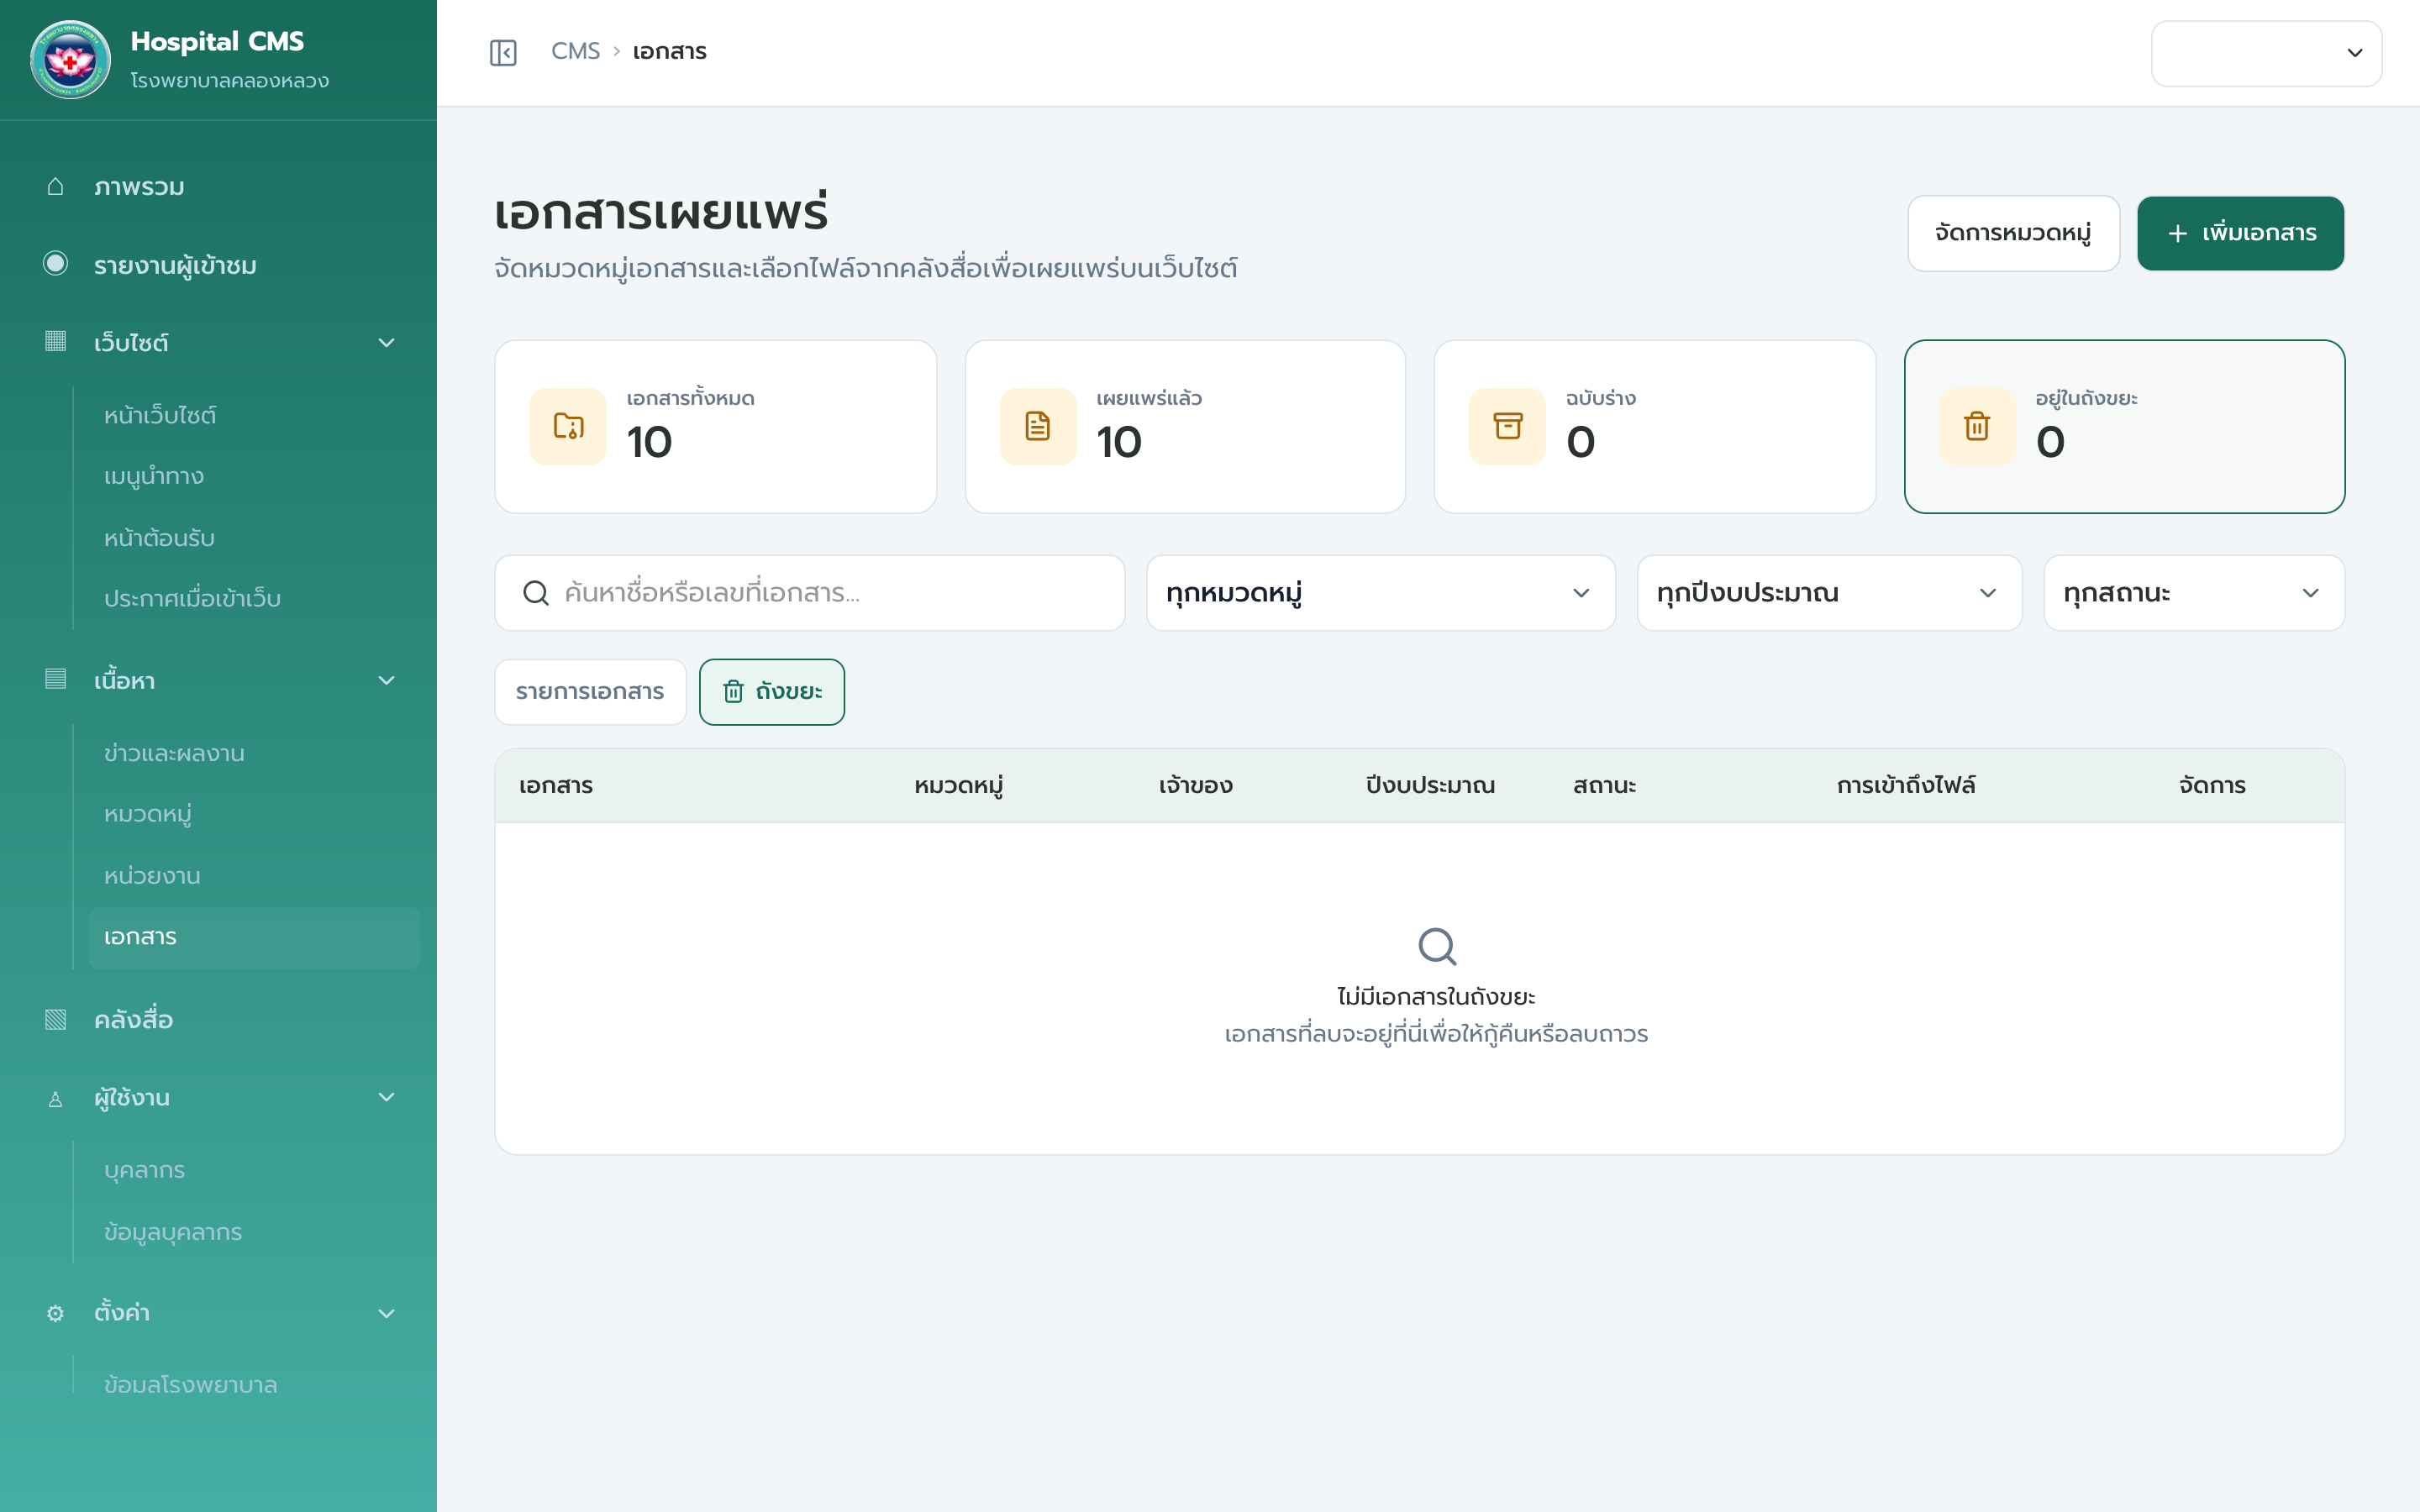 Hospital CMS
โรงพยาบาลคลองหลวง
ภาพรวม
รายงานผู้เข้าชม
เว็บไซต์
หน้าเว็บไซต์
เมนูนำทาง
หน้าต้อนรับ
ประกาศเมื่อเข้าเว็บ
เนื้อหา
ข่าวและผลงาน
หมวดหมู่
หน่วยงาน
เอกสาร
คลังสื่อ
ผู้ใช้งาน
บุคลากร
ข้อมูลบุคลากร
ตั้งค่า
ข้อมูลโรงพยาบาล
CMS › เอกสาร
เอกสารเผยแพร่
จัดหมวดหมู่เอกสารและเลือกไฟล์จากคลังสื่อเพื่อเผยแพร่บนเว็บไซต์
จัดการหมวดหมู่
+ เพิ่มเอกสาร
เอกสารทั้งหมด
10
เผยแพร่แล้ว
10
ฉบับร่าง
0
อยู่ในถังขยะ
0
ค้นหาชื่อหรือเลขที่เอกสาร...
ทุกหมวดหมู่
ทุกปีงบประมาณ
ทุกสถานะ
รายการเอกสาร
ถังขยะ
เอกสาร หมวดหมู่ เจ้าของ ปีงบประมาณ สถานะ การเข้าถึงไฟล์ จัดการ
ไม่มีเอกสารในถังขยะ
เอกสารที่ลบจะอยู่ที่นี่เพื่อให้กู้คืนหรือลบถาวร